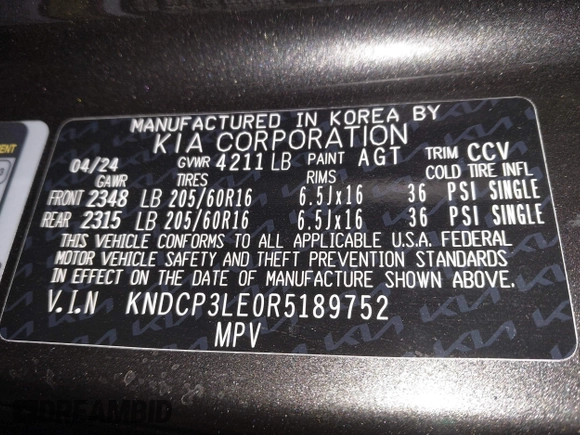 MANUFACTURED IN KOREA BY
KIA CORPORATION
04/24 GVWR 4211 LB PAINT AGT TRIM CCV
GAWR TIRES RIMS COLD TIRE INFL
FRONT 2348 LB 205/60R16 6.5Jx16 36 PSI SINGLE
REAR 2315 LB 205/60R16 6.5Jx16 36 PSI SINGLE
THIS VEHICLE CONFORMS TO ALL APPLICABLE U.S.A. FEDERAL
MOTOR VEHICLE SAFETY AND THEFT PREVENTION STANDARDS
IN EFFECT ON THE DATE OF MANUFACTURE SHOWN ABOVE.
V.I.N KNDCP3LE0R5189752
MPV
DREAMBID